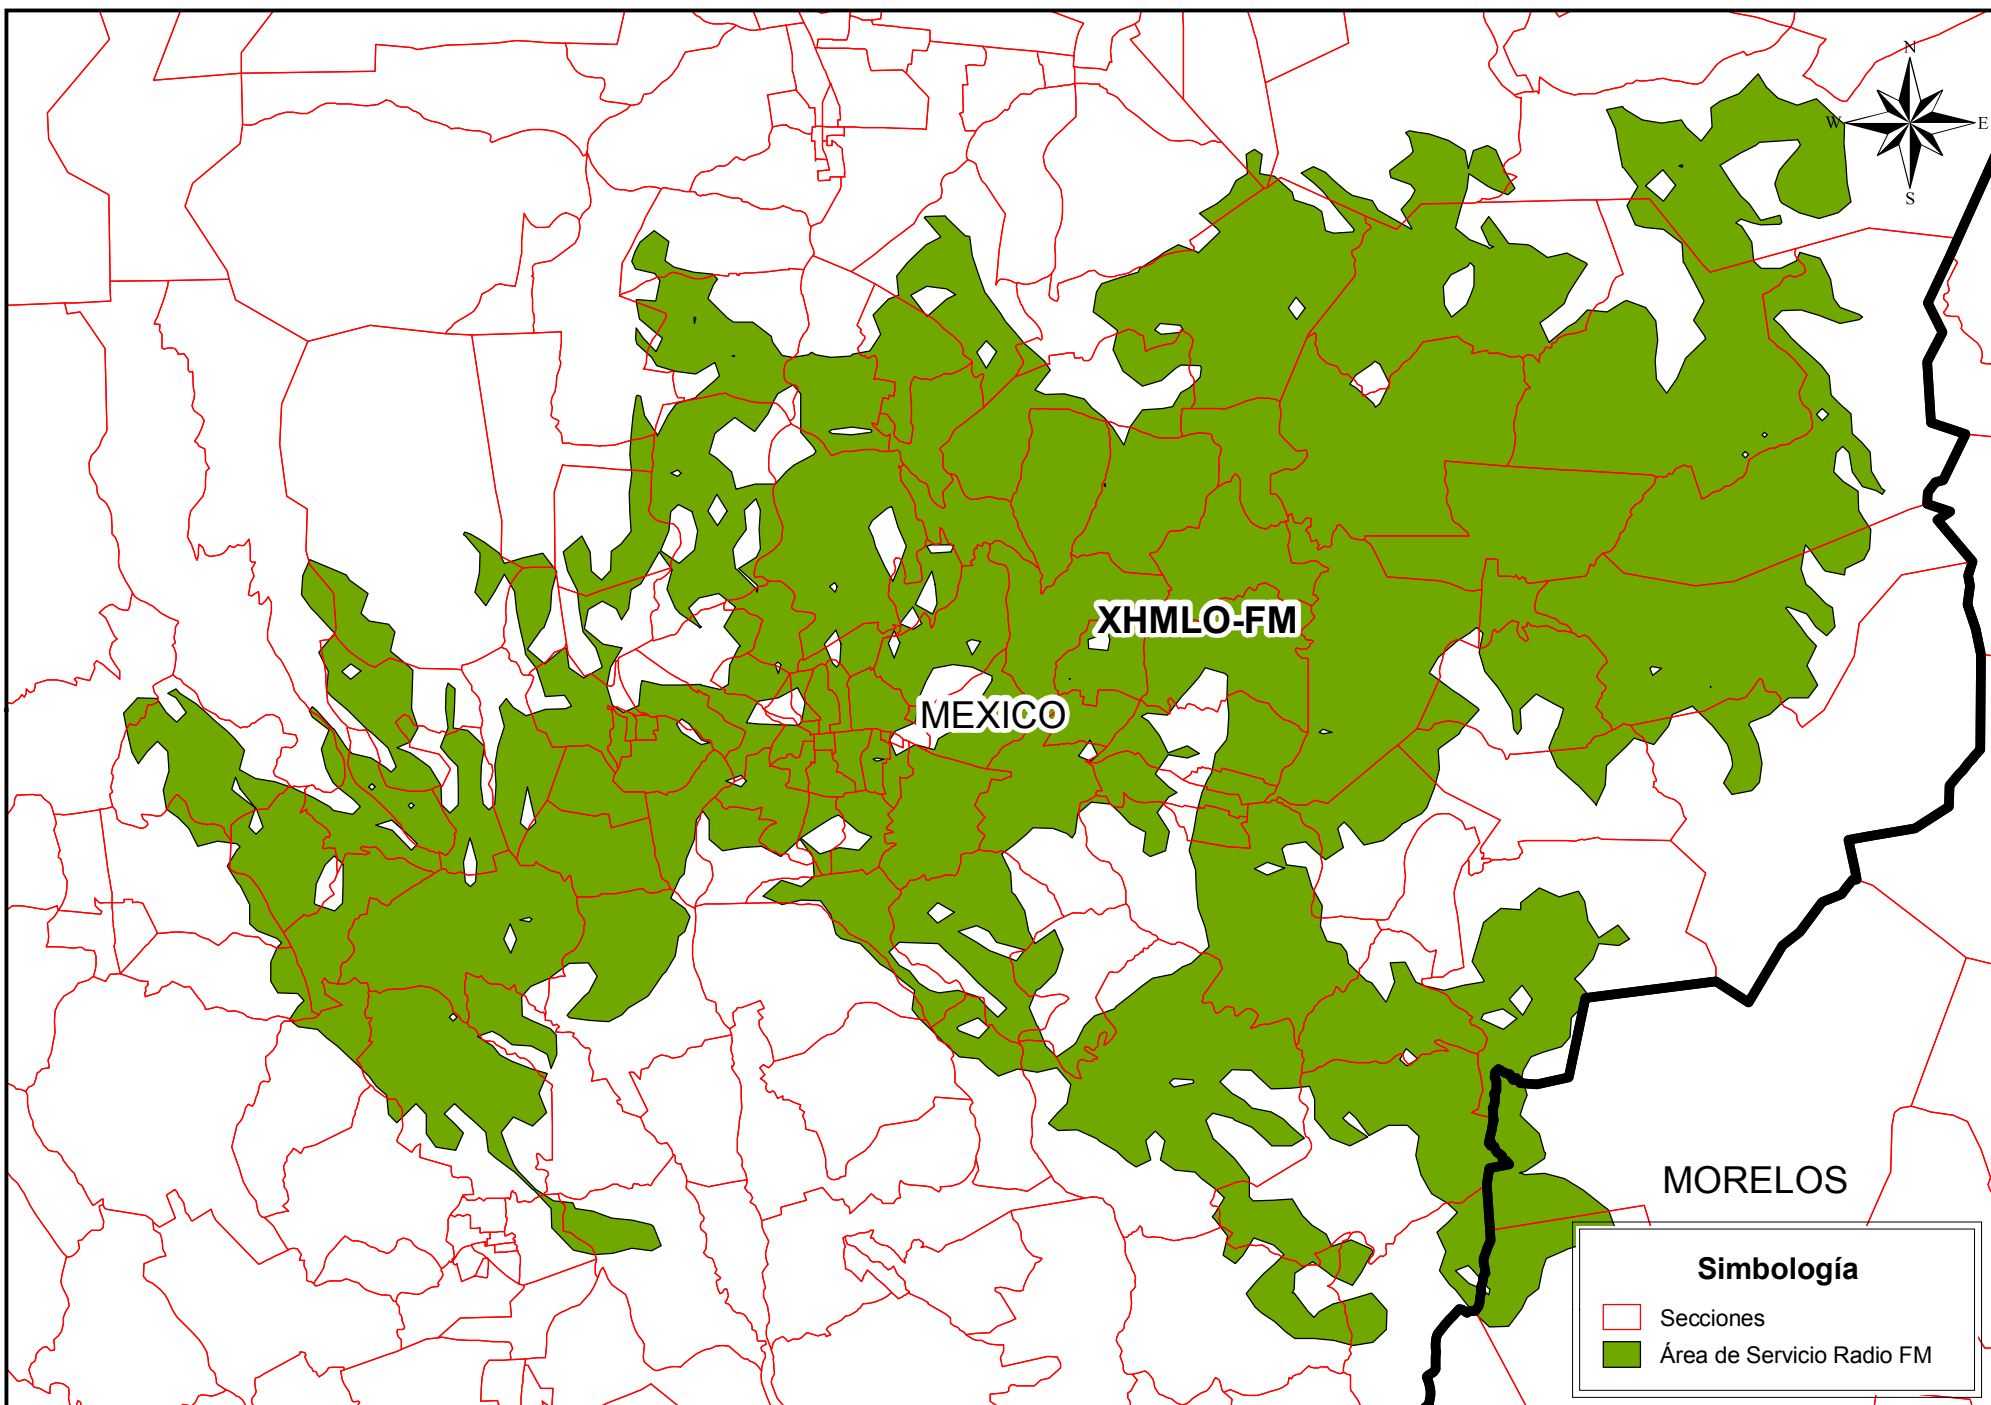 N
W
E
S
XHMLO-FM
MEXICO
MORELOS
Simbología
Secciones
Área de Servicio Radio FM